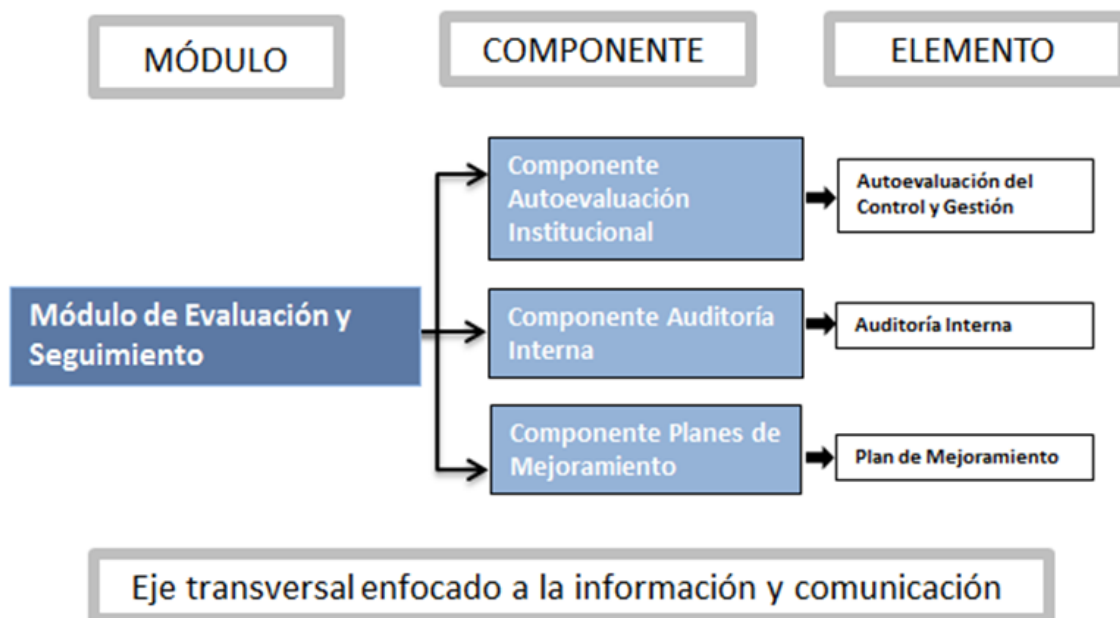 MÓDULO
COMPONENTE
ELEMENTO
Componente
Autoevaluación
Institucional
Autoevaluación del
Control y Gestión
Módulo de Evaluación y
Seguimiento
Componente Auditoría
Interna
Auditoría Interna
Componente Planes de
Mejoramiento
Plan de Mejoramiento
Eje transversal enfocado a la información y comunicación